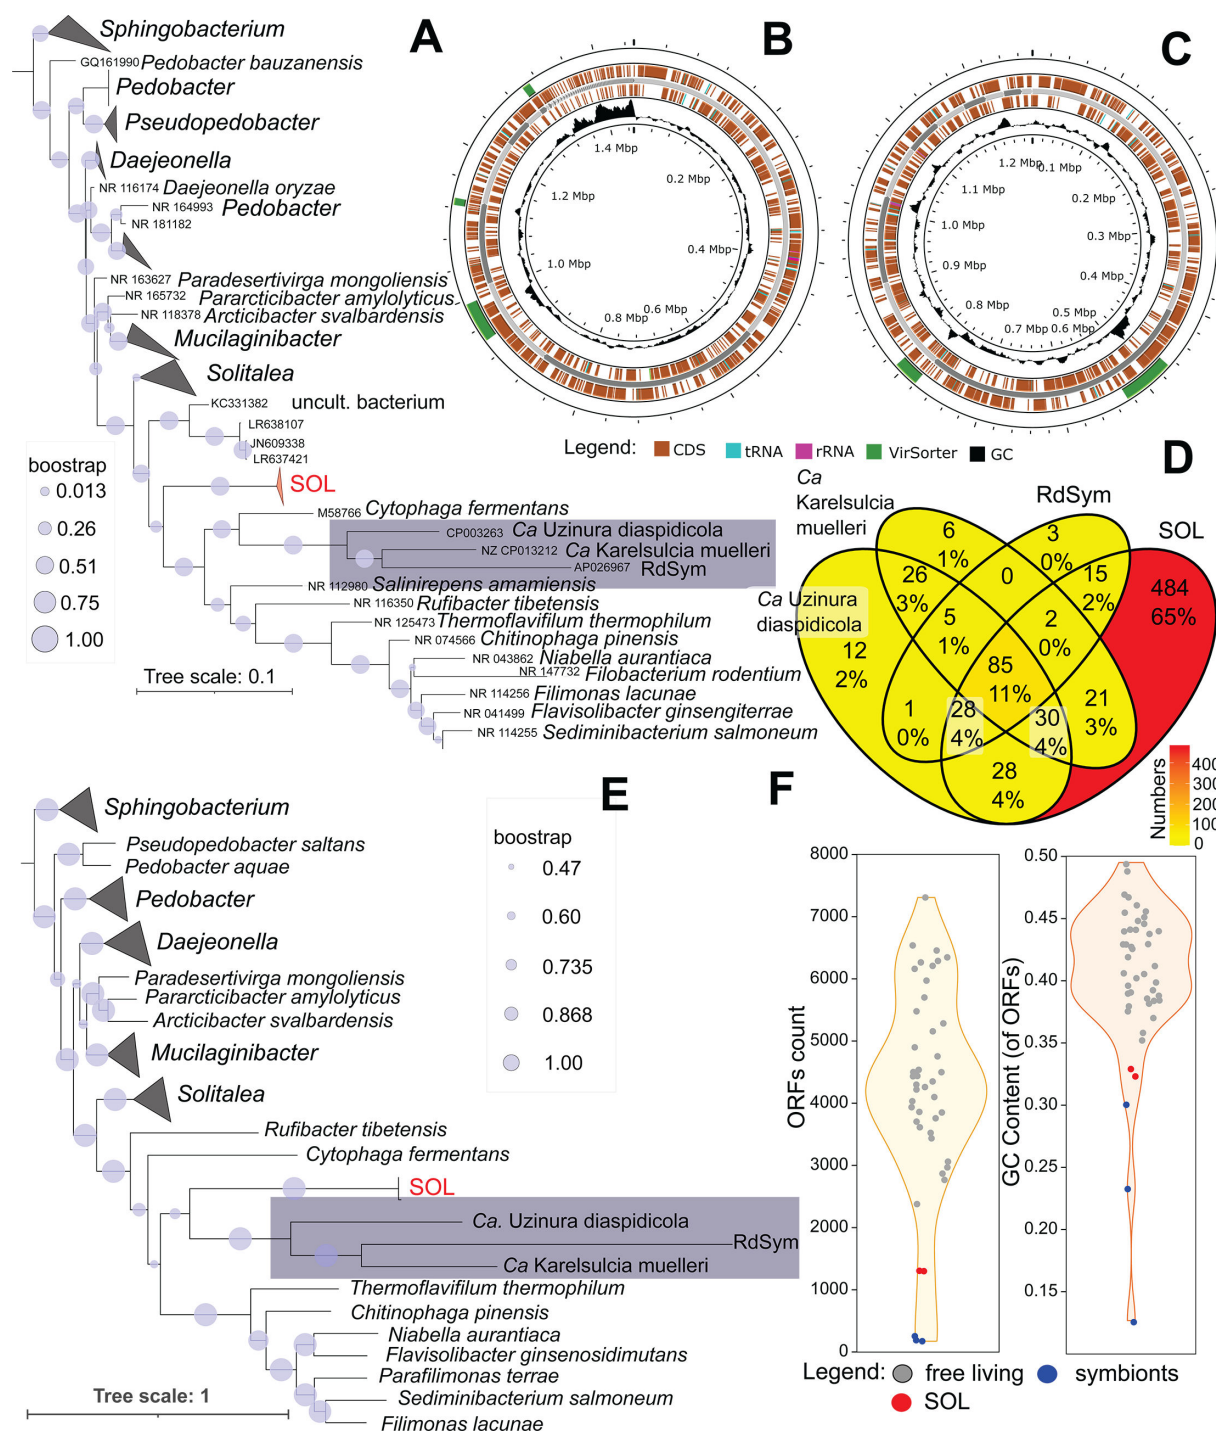 A
Sphingobacterium
GQ161990 Pedobacter bauzanensis
Pedobacter
Pseudopedobacter
Daejeonella
NR 116174 Daejeonella oryzae
NR 164993 Pedobacter
NR 181182
NR 163627 Paradesertivirga mongoliensis
NR 165732 Pararcticibacter amylolyticus
NR 118378 Arcticibacter svalbardensis
Mucilaginibacter
Solitalea
KC331382 uncult. bacterium
LR638107
JN609338
LR637421
SOL
M58766 Cytophaga fermentans
CP003263 Ca Uzinura diaspidicola
NZ CP013212 Ca Karelsulcia muelleri
AP026967 RdSym
NR 112980 Salinirepens amamiensis
NR 116350 Rufibacter tibetensis
NR 125473 Thermoflavifilum thermophilum
NR 074566 Chitinophaga pinensis
NR 043862 Niabella aurantiaca
NR 147732 Filobacterium rodentium
NR 114256 Filimonas lacunae
NR 041499 Flavisolibacter ginsengiterrae
NR 114255 Sediminibacterium salmoneum
boostrap
0.013
0.26
0.51
0.75
1.00
Tree scale: 0.1
B
1.4 Mbp
0.2 Mbp
0.4 Mbp
0.6 Mbp
0.8 Mbp
1.0 Mbp
1.2 Mbp
C
1.2 Mbp
0.1 Mbp
0.2 Mbp
0.3 Mbp
0.4 Mbp
0.5 Mbp
0.6 Mbp
0.7 Mbp
0.8 Mbp
0.9 Mbp
1.0 Mbp
1.1 Mbp
Legend: CDS tRNA rRNA VirSorter GC
D
Ca
Karelsulcia
muelleri
RdSym
SOL
Ca Uzinura
diaspidicola
6
1%
3
0%
26
3%
0
15
2%
484
65%
5
1%
2
0%
12
2%
85
11%
1
0%
28
4%
30
4%
21
3%
28
4%
Numbers
400
300
200
100
0
E
Sphingobacterium
Pseudopedobacter saltans
Pedobacter aquae
Pedobacter
Daejeonella
Paradesertivirga mongoliensis
Pararcticibacter amylolyticus
Arcticibacter svalbardensis
Mucilaginibacter
Solitalea
Rufibacter tibetensis
Cytophaga fermentans
SOL
Ca. Uzinura diaspidicola
RdSym
Ca Karelsulcia muelleri
Thermoflavifilum thermophilum
Chitinophaga pinensis
Niabella aurantiaca
Flavisolibacter ginsenosidimutans
Parafilimonas terrae
Sediminibacterium salmoneum
Filimonas lacunae
boostrap
0.47
0.60
0.735
0.868
1.00
Tree scale: 1
F
ORFs count
8000
7000
6000
5000
4000
3000
2000
1000
0
GC Content (of ORFs)
0.50
0.45
0.40
0.35
0.30
0.25
0.20
0.15
Legend: free living symbionts
SOL